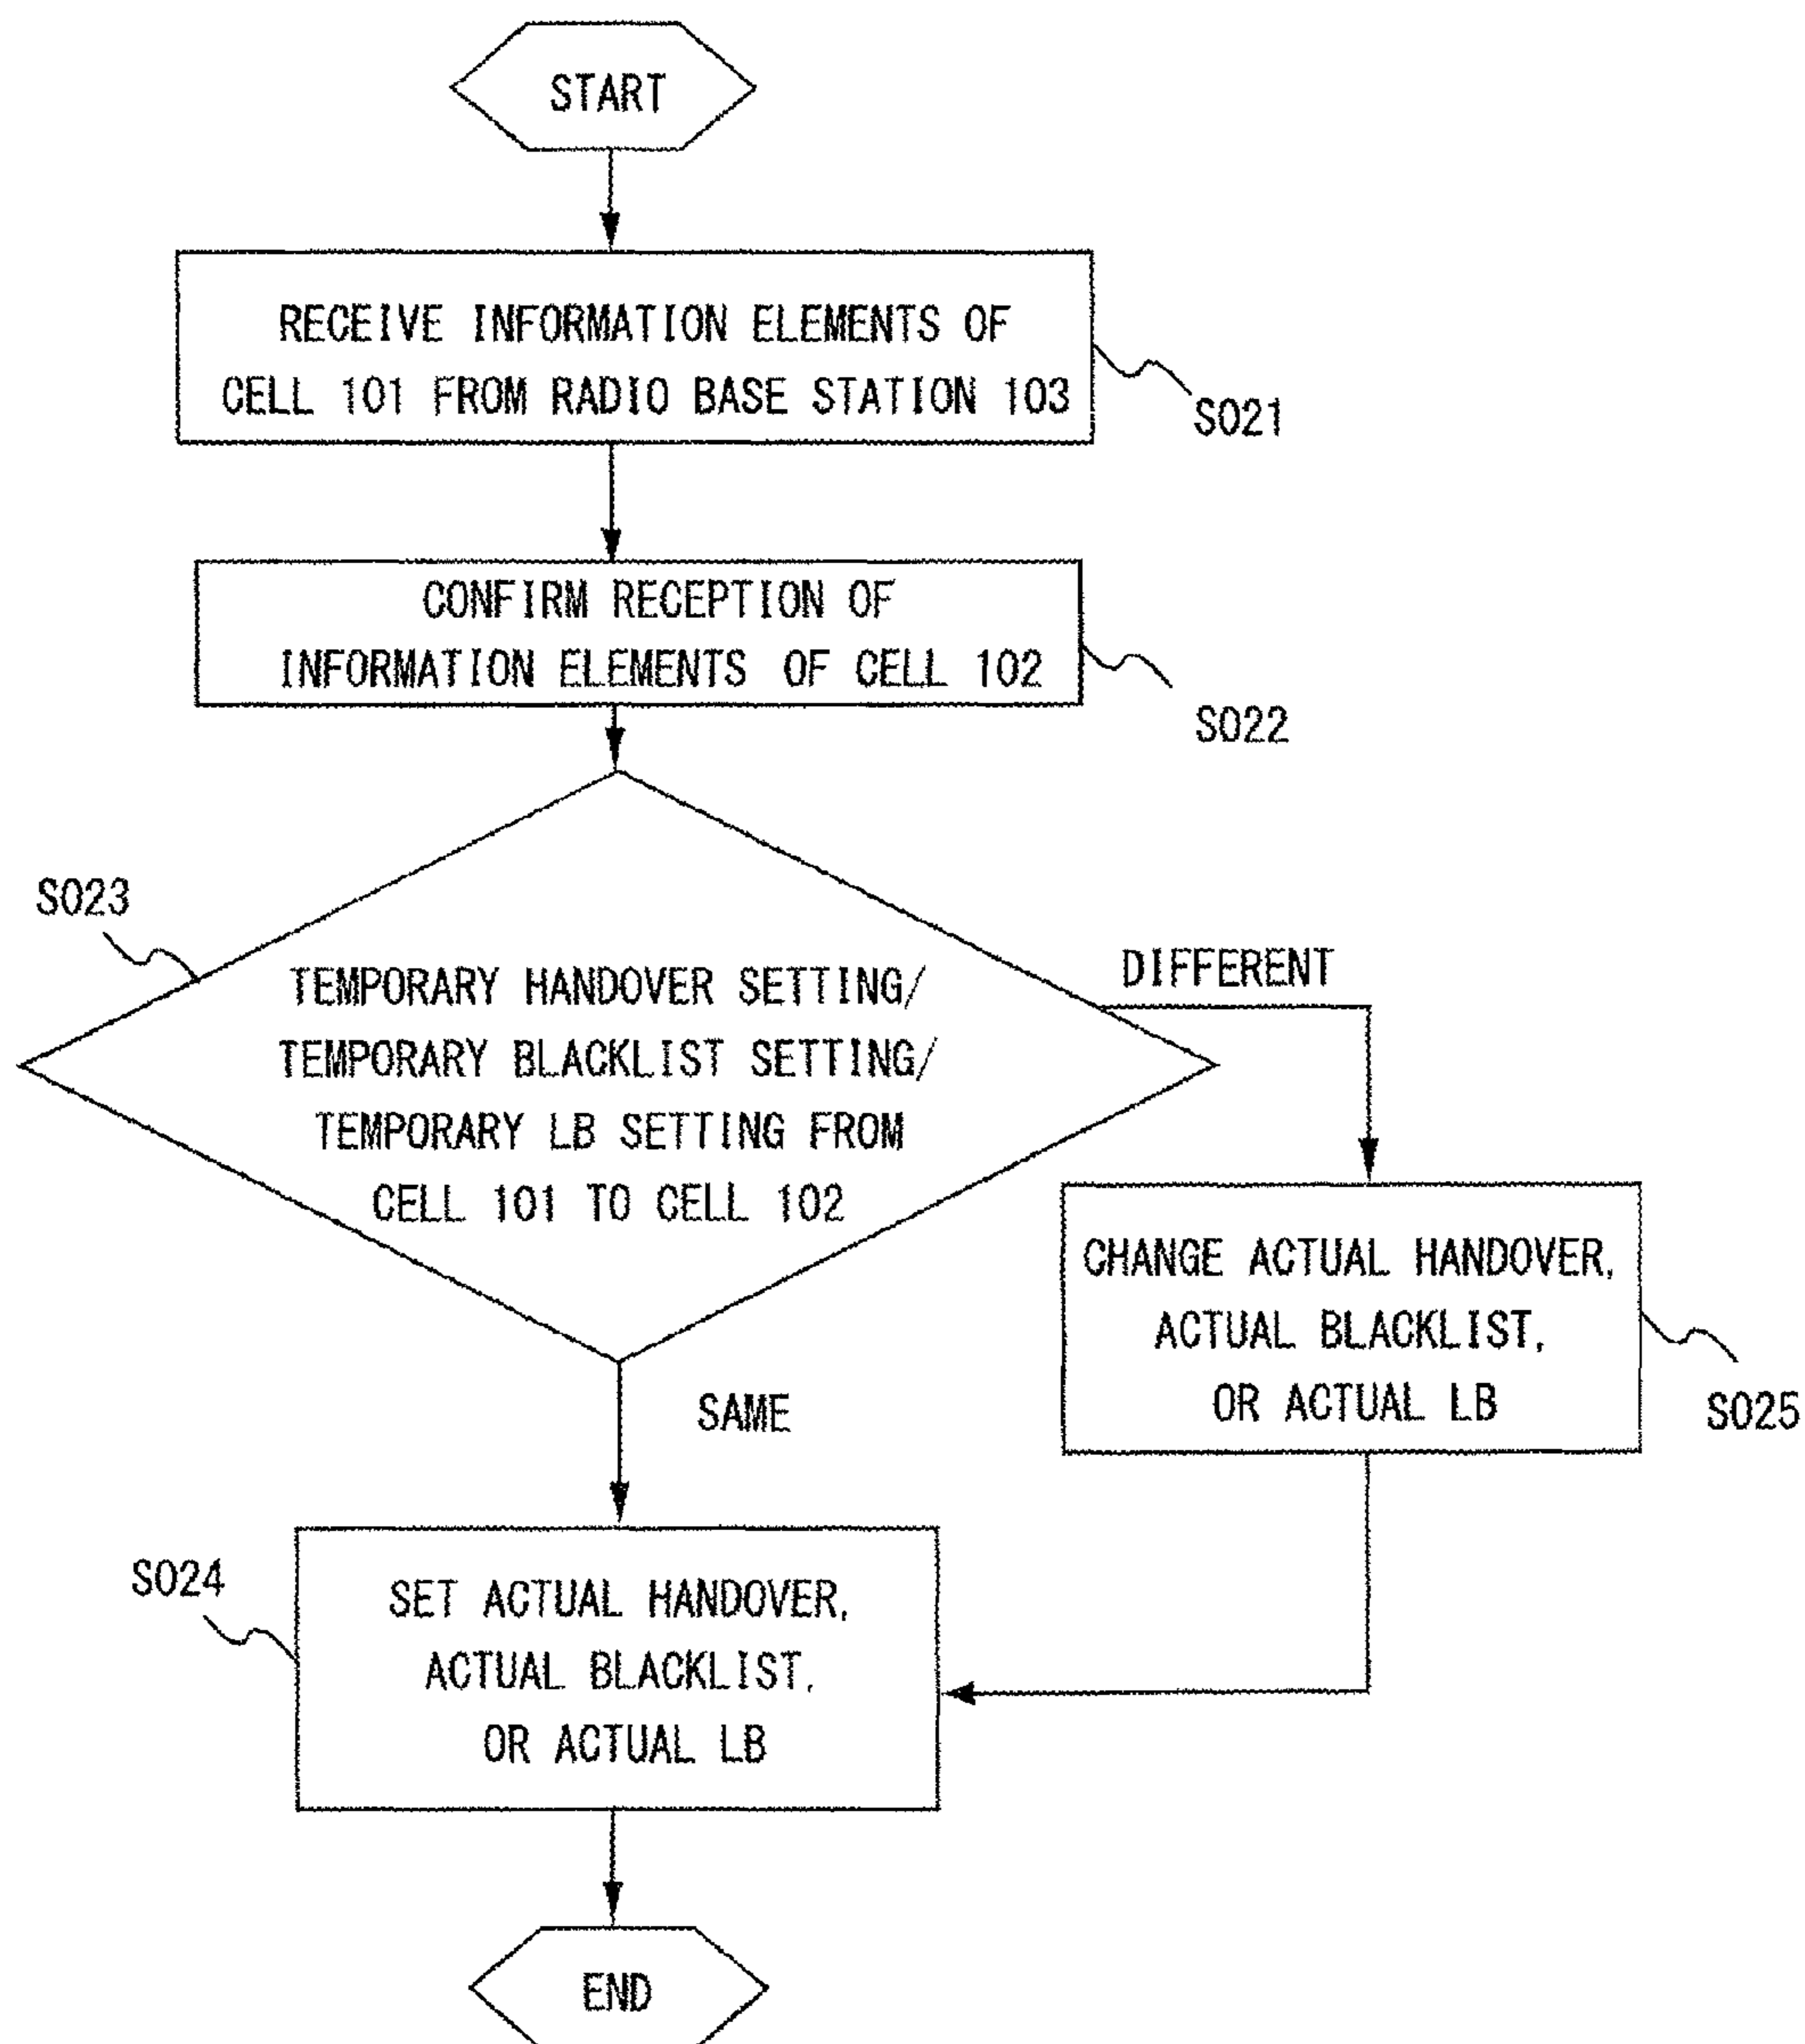 START
RECEIVE INFORMATION ELEMENTS OF
CELL 101 FROM RADIO BASE STATION 103
S021
CONFIRM RECEPTION OF
INFORMATION ELEMENTS OF CELL 102
S022
S023
TEMPORARY HANDOVER SETTING/
TEMPORARY BLACKLIST SETTING/
TEMPORARY LB SETTING FROM
CELL 101 TO CELL 102
DIFFERENT
CHANGE ACTUAL HANDOVER,
ACTUAL BLACKLIST,
OR ACTUAL LB
S025
SAME
S024
SET ACTUAL HANDOVER,
ACTUAL BLACKLIST,
OR ACTUAL LB
END